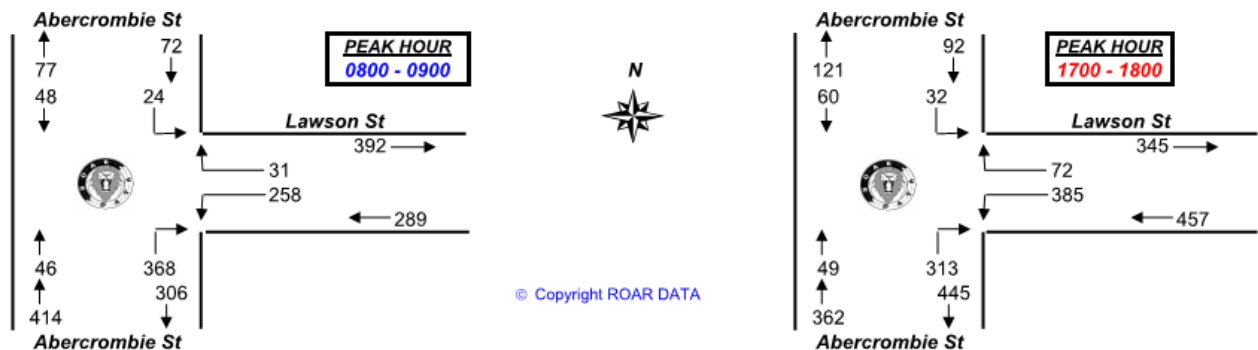 Abercrombie St
72
77
48
24
PEAK HOUR
0800 - 0900
Lawson St
392
31
258
289
46
368
306
414
Abercrombie St
N
© Copyright ROAR DATA
Abercrombie St
92
121
60
32
PEAK HOUR
1700 - 1800
Lawson St
345
72
385
457
49
313
445
362
Abercrombie St